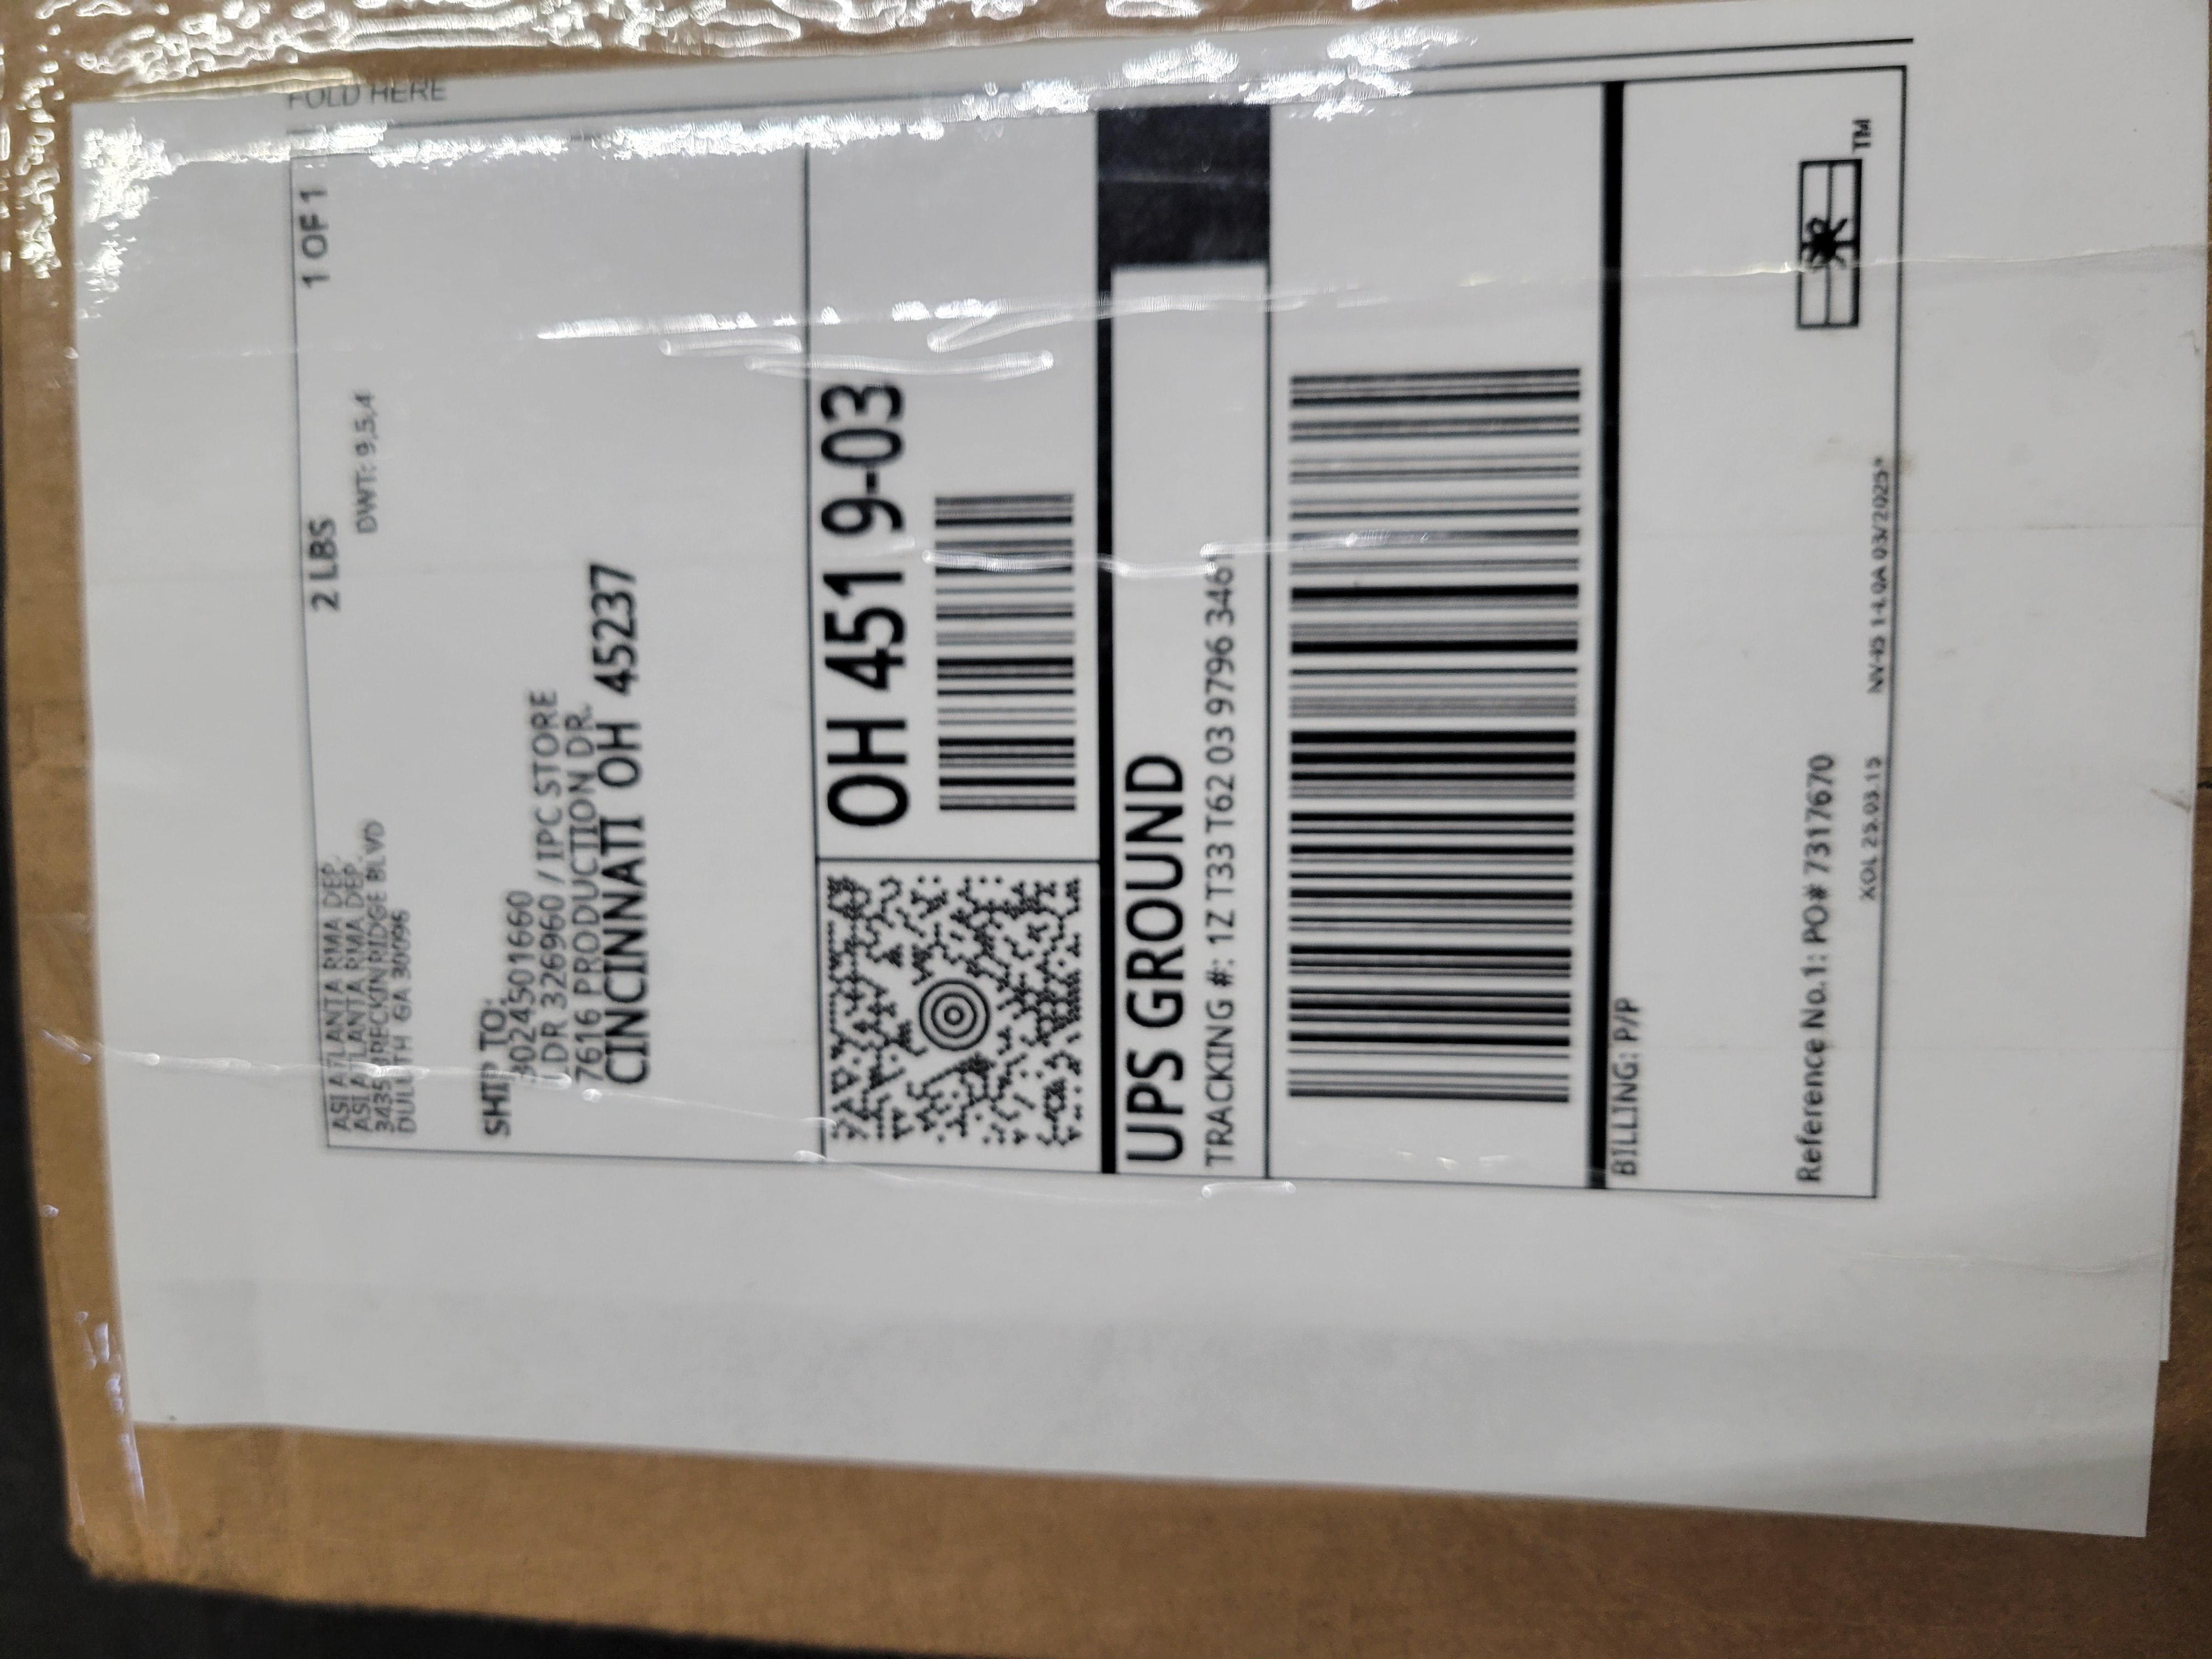 FOLD HERE
ASI ATLANTA RMA DEP.
ASI ATLANTA RMA DEP.
3435 BRECKINRIDGE BLVD
DULUTH GA 30096
2 LBS
1 OF 1
DWT: 9,5,4
SHIP TO:
3024501660
LDR 326960 / IPC STORE
7616 PRODUCTION DR.
CINCINNATI OH 45237
OH 451 9-03
UPS GROUND
TRACKING #: 1Z T33 T62 03 9796 3461
BILLING: P/P
Reference No.1: PO# 7317670
XOL 25.03.15
03/2025*
TM